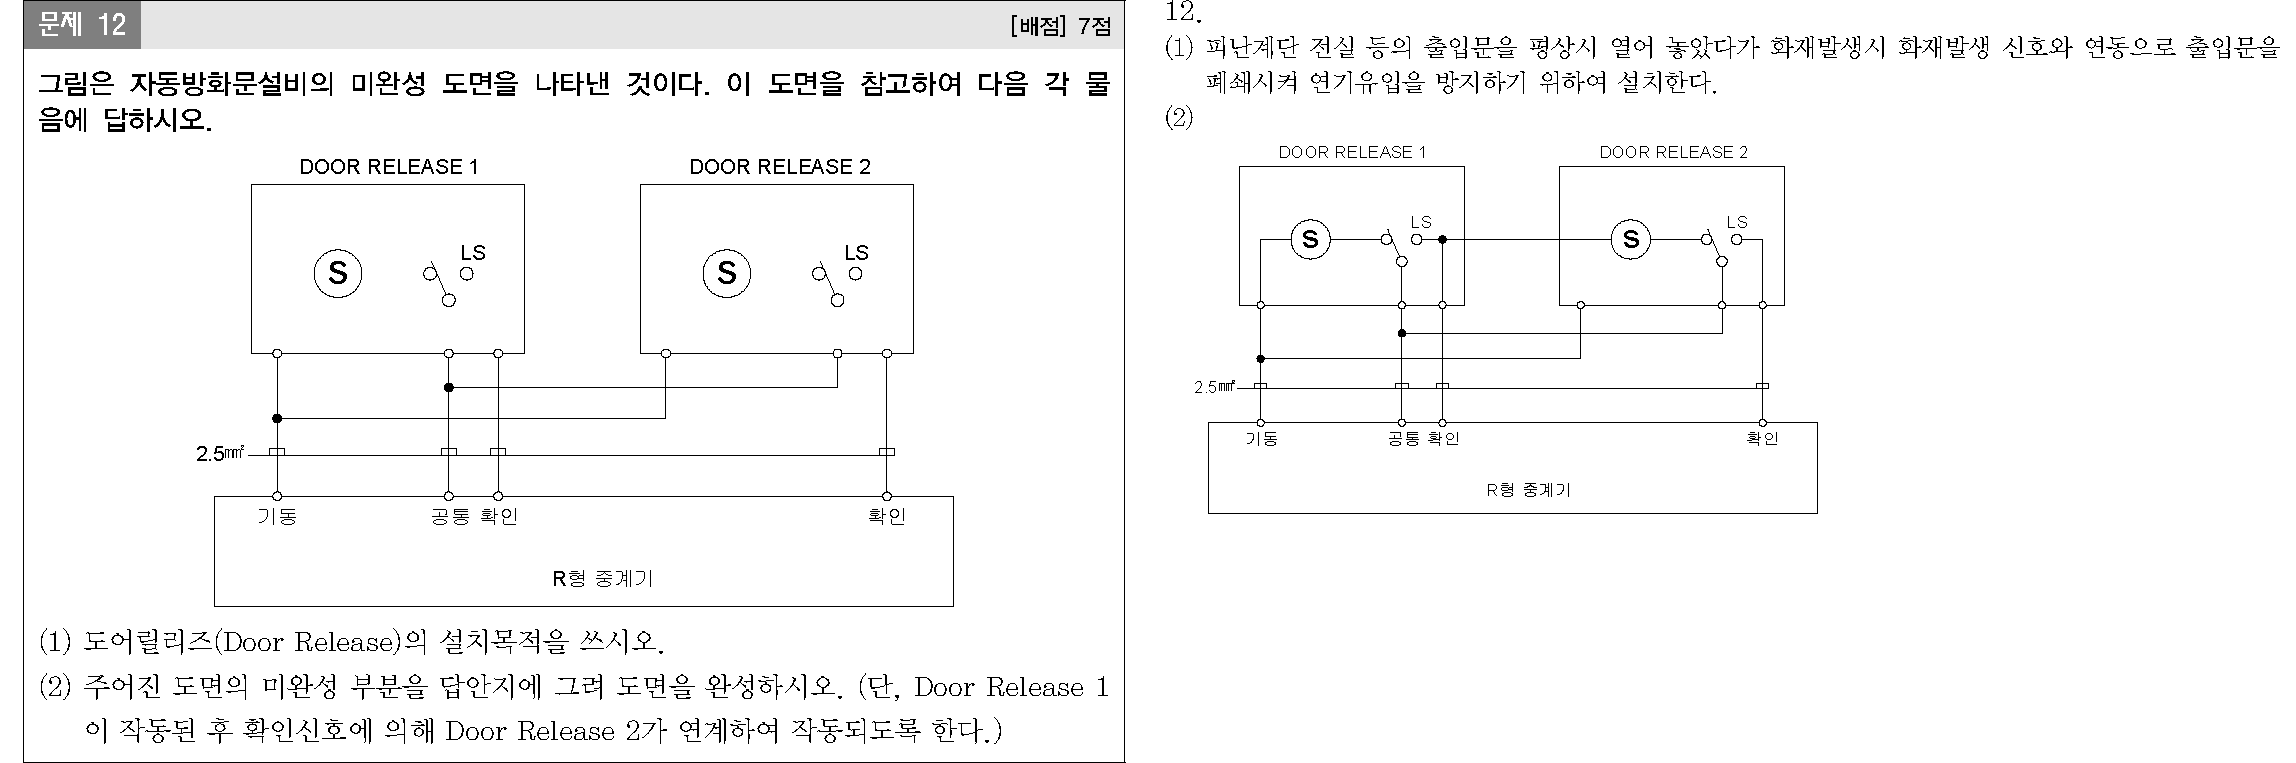 문제 12
[배점] 7점
그림은 자동방화문설비의 미완성 도면을 나타낸 것이다. 이 도면을 참고하여 다음 각 물
음에 답하시오.
DOOR RELEASE 1
DOOR RELEASE 2
S
LS
S
LS
2.5㎟
기동
공통
확인
확인
R형 중계기
(1) 도어릴리즈(Door Release)의 설치목적을 쓰시오.
(2) 주어진 도면의 미완성 부분을 답안지에 그려 도면을 완성하시오. (단, Door Release 1
이 작동된 후 확인신호에 의해 Door Release 2가 연계하여 작동되도록 한다.)
12.
(1) 피난계단 전실 등의 출입문을 평상시 열어 놓았다가 화재발생시 화재발생 신호와 연동으로 출입문을
폐쇄시켜 연기유입을 방지하기 위하여 설치한다.
(2)
DOOR RELEASE 1
DOOR RELEASE 2
S
LS
S
LS
2.5㎟
기동
공통
확인
확인
R형 중계기